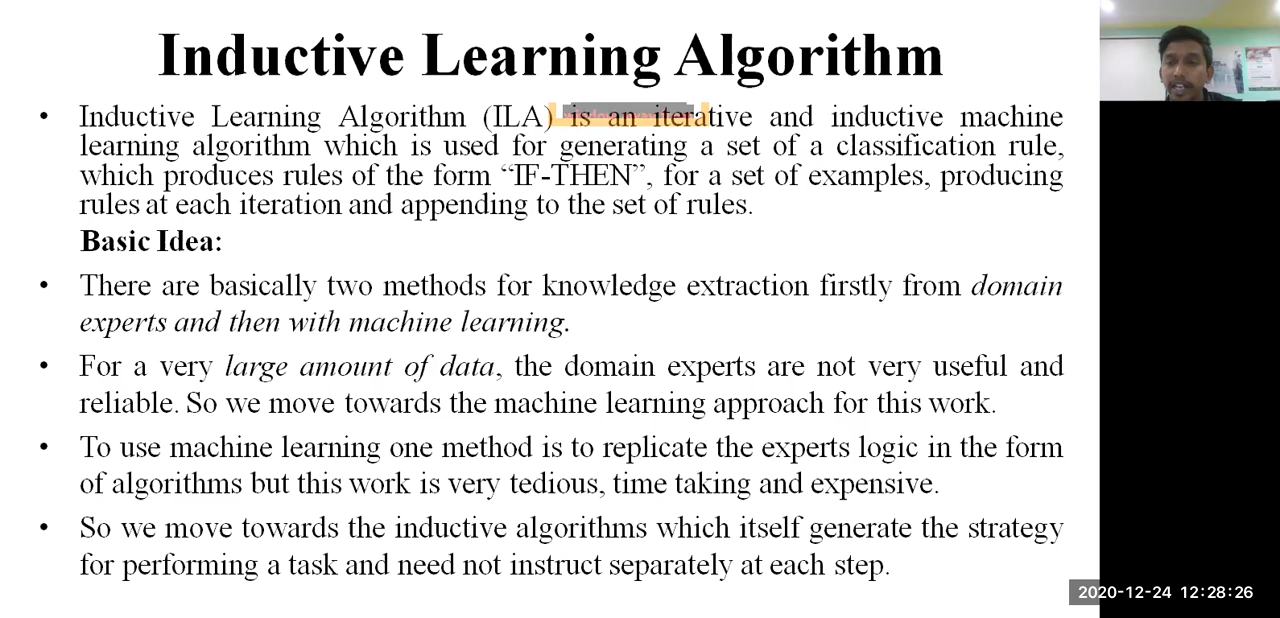 Inductive Learning Algorithm
• Inductive Learning Algorithm (ILA) is an iterative and inductive machine
learning algorithm which is used for generating a set of a classification rule,
which produces rules of the form “IF-THEN”, for a set of examples, producing
rules at each iteration and appending to the set of rules.
Basic Idea:
• There are basically two methods for knowledge extraction firstly from domain
experts and then with machine learning.
• For a very large amount of data, the domain experts are not very useful and
reliable. So we move towards the machine learning approach for this work.
• To use machine learning one method is to replicate the experts logic in the form
of algorithms but this work is very tedious, time taking and expensive.
• So we move towards the inductive algorithms which itself generate the strategy
for performing a task and need not instruct separately at each step.
2020-12-24 12:28:26